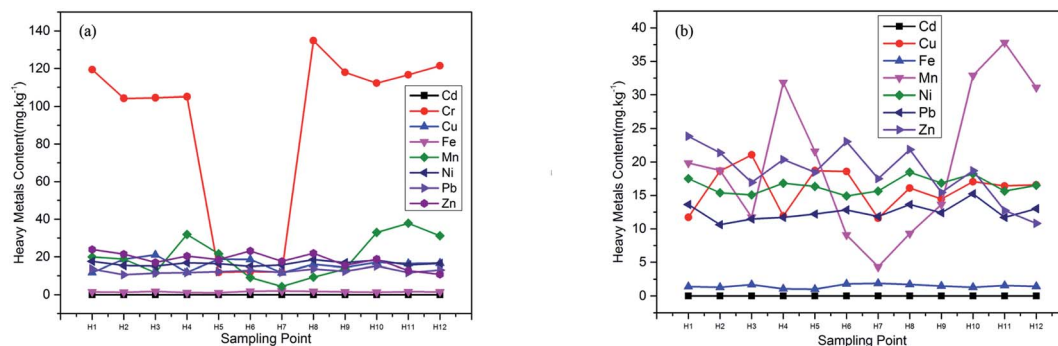 (a)
Heavy Metals Content(mg.kg⁻¹)
140
120
100
80
60
40
20
0
Cd
Cr
Cu
Fe
Mn
Ni
Pb
Zn
H1 H2 H3 H4 H5 H6 H7 H8 H9 H10 H11 H12
Sampling Point
(b)
Heavy Metals Content(mg.kg⁻¹)
40
35
30
25
20
15
10
5
0
Cd
Cu
Fe
Mn
Ni
Pb
Zn
H1 H2 H3 H4 H5 H6 H7 H8 H9 H10 H11 H12
Sampling Point